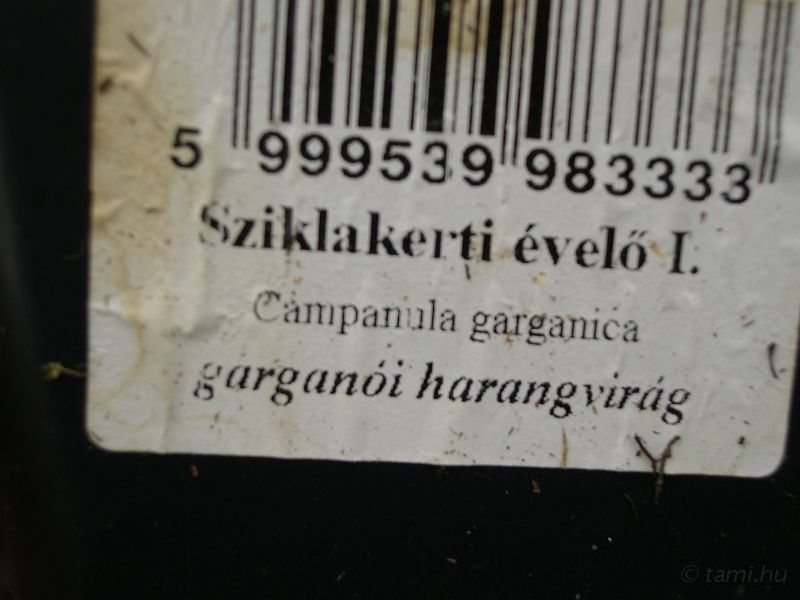 5 999539 983333
Sziklakerti évelő I.
Campanula garganica
garganói harangvirág
© tami.hu